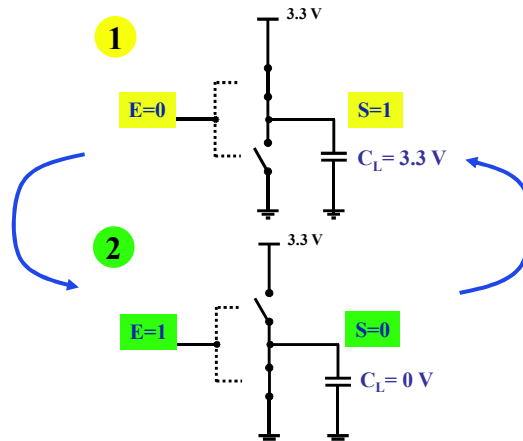 3.3 V
1
E=0
S=1
CL= 3.3 V
2
3.3 V
E=1
S=0
CL= 0 V